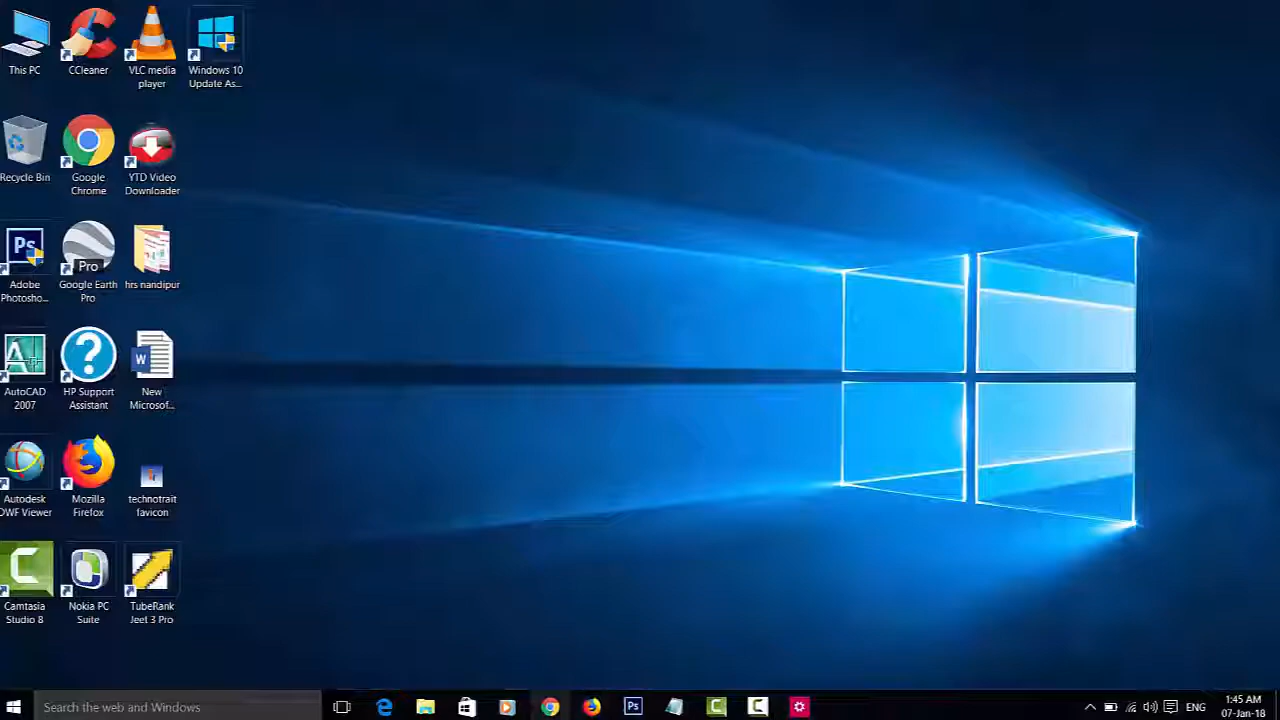 This PC
CCleaner
VLC media
player
Windows 10
Update As...
Recycle Bin
Google
Chrome
YTD Video
Downloader
Ps
Adobe
Photosho...
Pro
Google Earth
Pro
hrs nandipur
AutoCAD
2007
?
HP Support
Assistant
W
New
Microsof...
Autodesk
DWF Viewer
Mozilla
Firefox
technotrait
favicon
C
Camtasia
Studio 8
Nokia PC
Suite
TubeRank
Jeet 3 Pro
Search the web and Windows
Ps
C
C
ENG
1:45 AM
07-Jan-18